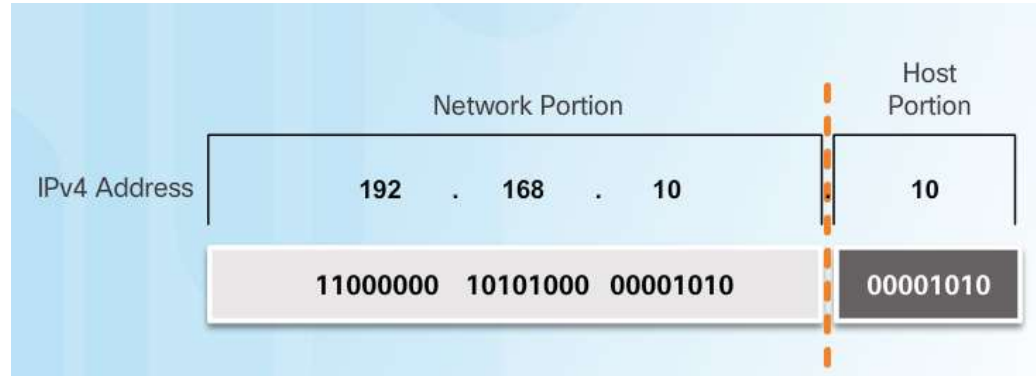 Host
Network Portion Portion
IPv4 Address 192 . 168 . 10 . 10
11000000 10101000 00001010 00001010